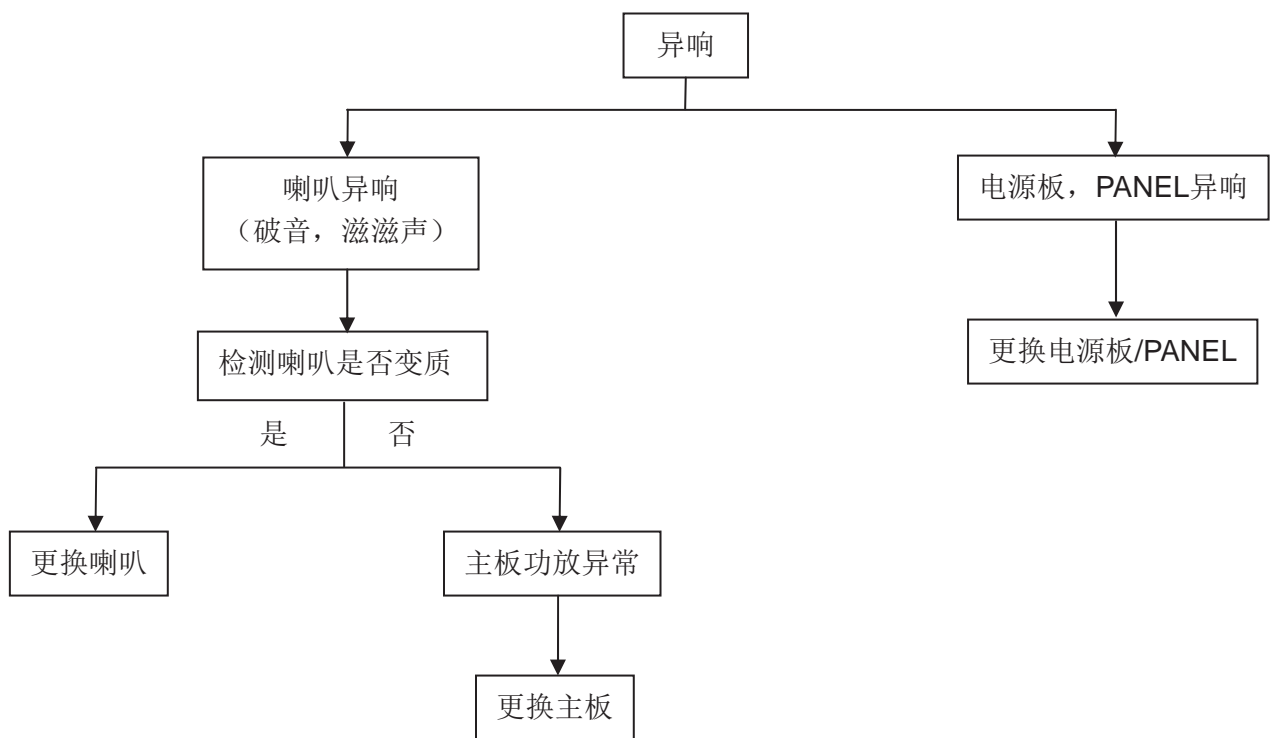 异响
喇叭异响
（破音，滋滋声）
电源板，PANEL异响
检测喇叭是否变质
更换电源板/PANEL
是
否
更换喇叭
主板功放异常
更换主板